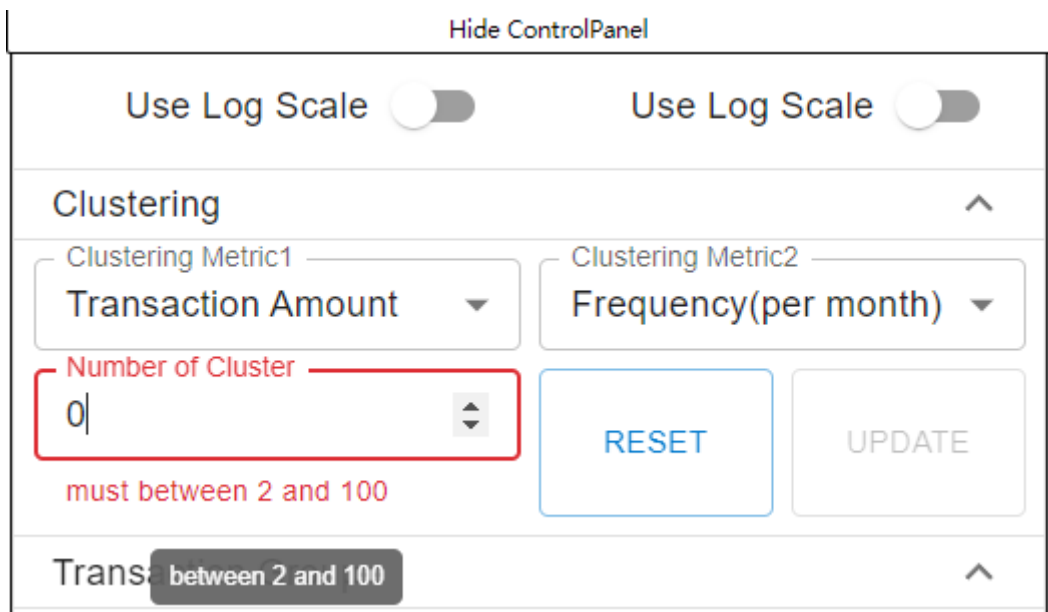 Hide ControlPanel
Use Log Scale Use Log Scale
Clustering
Clustering Metric1 Clustering Metric2
Transaction Amount Frequency(per month)
Number of Cluster
0
RESET UPDATE
must between 2 and 100
between 2 and 100